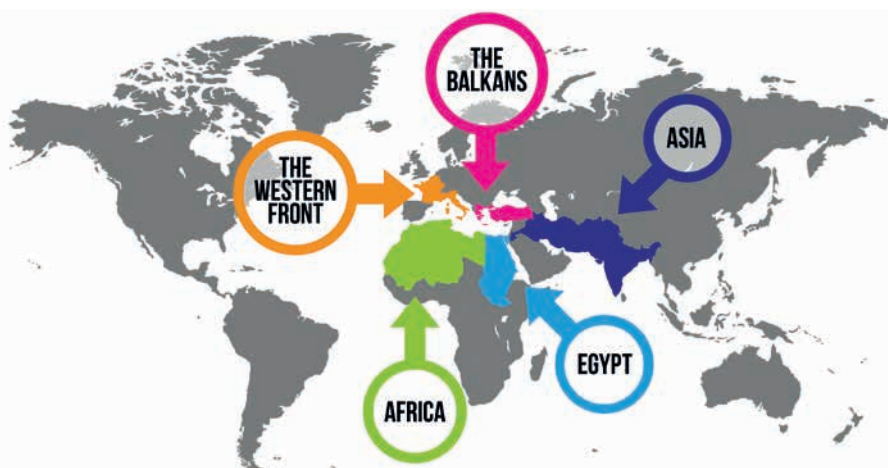 THE
BALKANS
ASIA
THE
WESTERN
FRONT
EGYPT
AFRICA